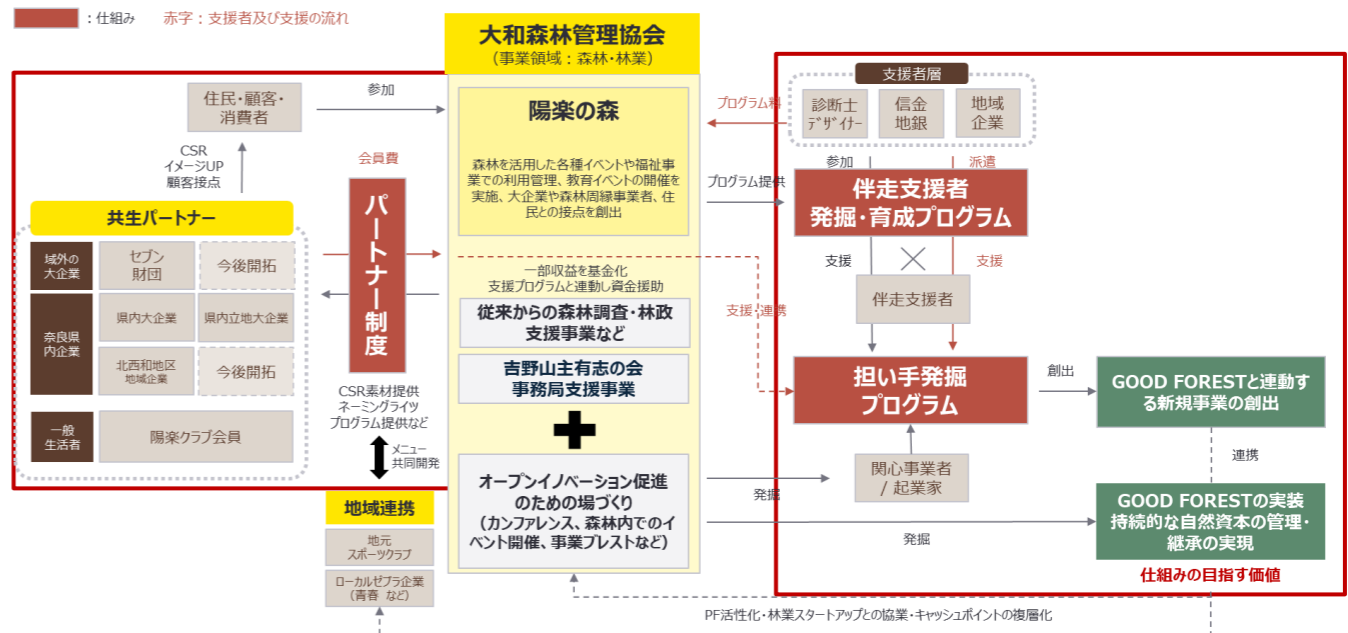 ：仕組み
赤字：支援者及び支援の流れ
大和森林管理協会
（事業領域：森林・林業）
住民・顧客・
消費者
参加
CSR
イメージUP
顧客接点
共生パートナー
域外の
大企業
セブン
財団
今後開拓
奈良県
内企業
県内大企業
県内立地大企業
北西和地区
地域企業
今後開拓
一般
生活者
陽楽クラブ会員
会員費
パートナー制度
CSR素材提供
ネーミングライツ
プログラム提供など
メニュー
共同開発
地域連携
地元
スポーツクラブ
ローカルゼブラ企業
（青春 など）
陽楽の森
森林を活用した各種イベントや福祉事
業での利用管理、教育イベントの開催を
実施、大企業や森林周縁事業者、住
民との接点を創出
一部収益を基金化
支援プログラムと連動し資金援助
従来からの森林調査・林政
支援事業など
吉野山主有志の会
事務局支援事業
オープンイノベーション促進
のための場づくり
（カンファレンス、森林内でのイ
ベント開催、事業ブレストなど）
プログラム料
プログラム提供
支援・連携
発掘
発掘
支援者層
診断士
ﾃﾞｻﾞｲﾅｰ
信金
地銀
地域
企業
参加
派遣
伴走支援者
発掘・育成プログラム
支援
支援
伴走支援者
担い手発掘
プログラム
創出
関心事業者
/ 起業家
GOOD FORESTと連動す
る新規事業の創出
連携
GOOD FORESTの実装
持続的な自然資本の管理・
継承の実現
仕組みの目指す価値
PF活性化・林業スタートアップとの協業・キャッシュポイントの複層化